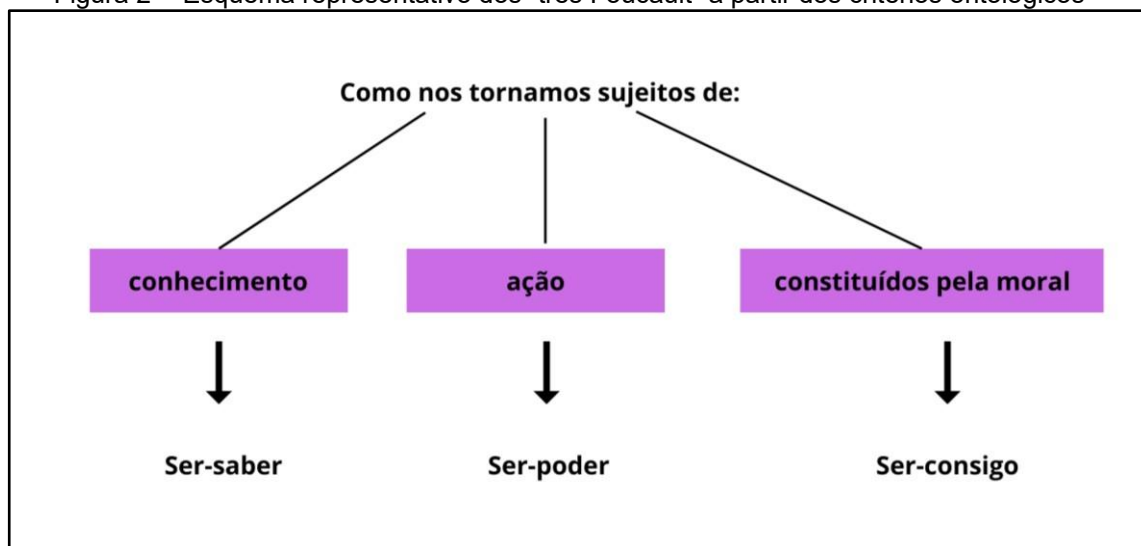 Figura 2 – Esquema representativo dos “três Foucault” a partir dos critérios ontológicos
Como nos tornamos sujeitos de:
conhecimento
ação
constituídos pela moral
Ser-saber
Ser-poder
Ser-consigo